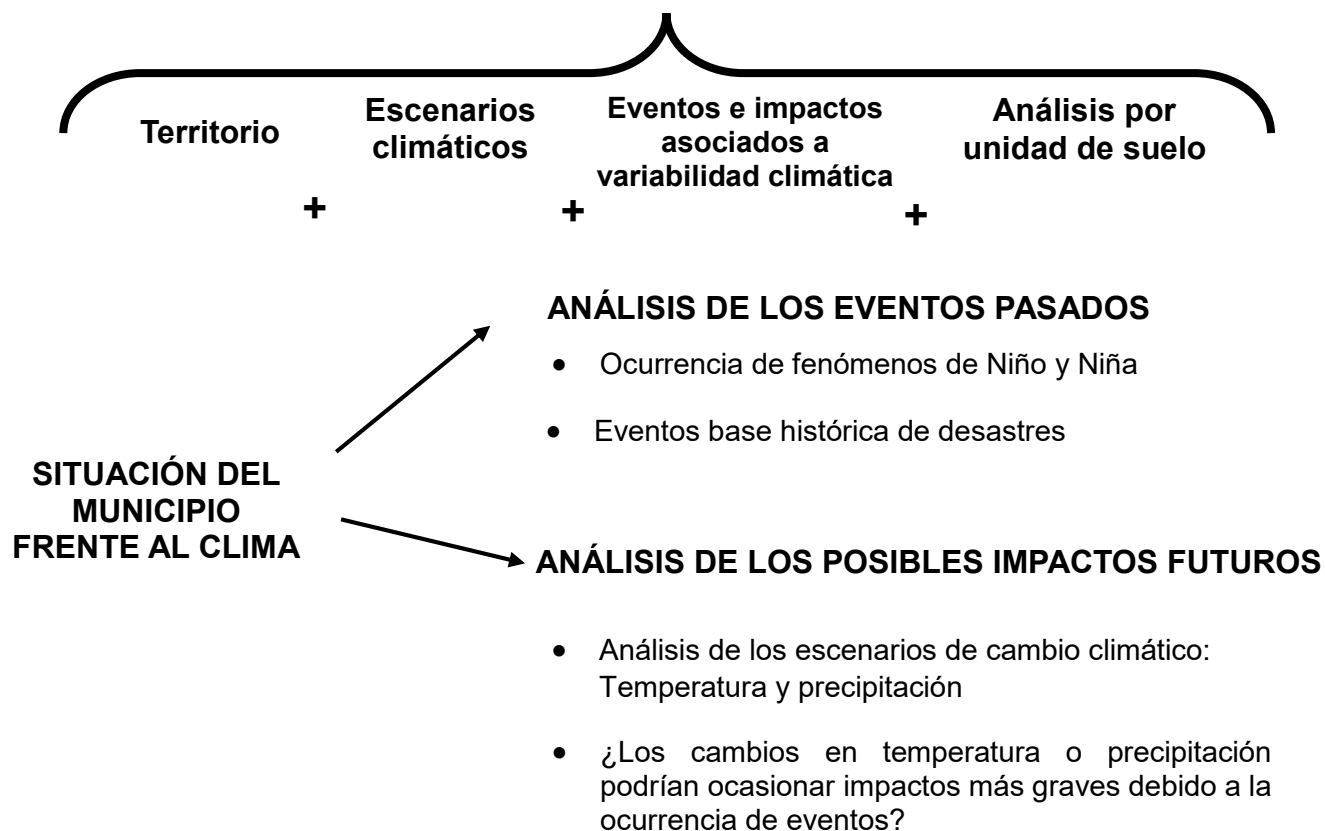 Territorio
Escenarios
climáticos
Eventos e impactos
asociados a
variabilidad climática
Análisis por
unidad de suelo
+
+
+
ANÁLISIS DE LOS EVENTOS PASADOS
• Ocurrencia de fenómenos de Niño y Niña
• Eventos base histórica de desastres
SITUACIÓN DEL
MUNICIPIO
FRENTE AL CLIMA
ANÁLISIS DE LOS POSIBLES IMPACTOS FUTUROS
• Análisis de los escenarios de cambio climático:
Temperatura y precipitación
• ¿Los cambios en temperatura o precipitación
podrían ocasionar impactos más graves debido a la
ocurrencia de eventos?